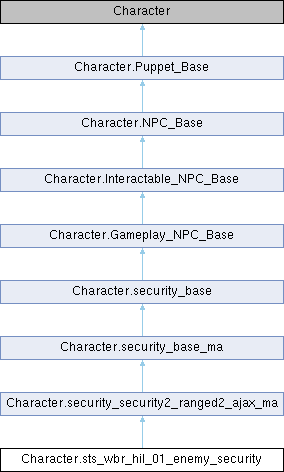 Character
Character.Puppet_Base
Character.NPC_Base
Character.Interactable_NPC_Base
Character.Gameplay_NPC_Base
Character.security_base
Character.security_base_ma
Character.security_security2_ranged2_ajax_ma
Character.sts_wbr_hil_01_enemy_security